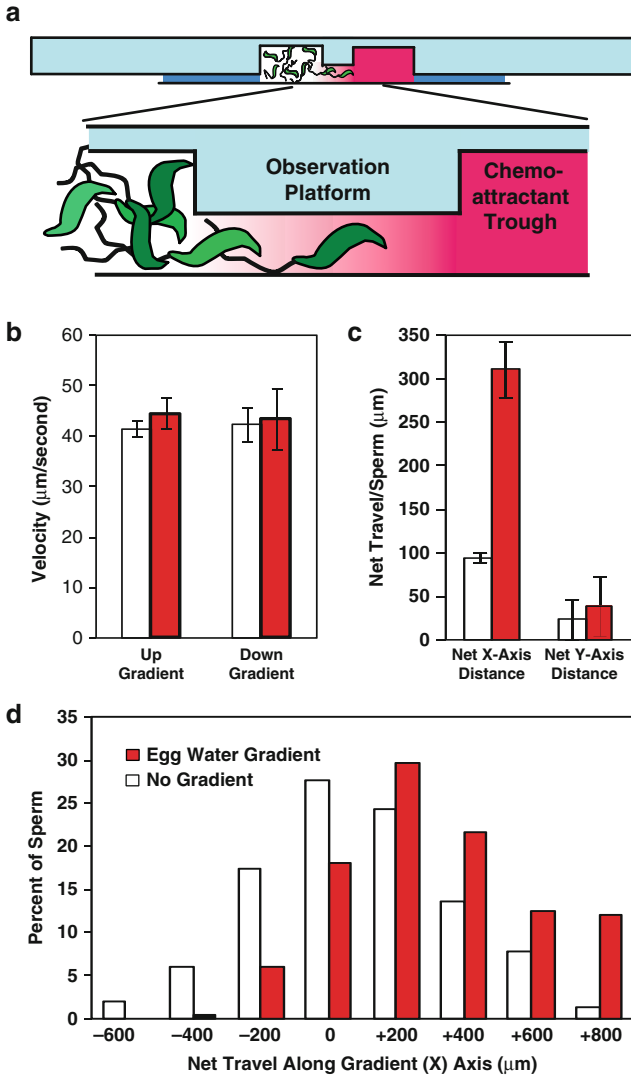 a
Observation
Platform
Chemo-
attractant
Trough
b
60
50
40
30
20
10
0
Velocity (μm/second)
Up
Gradient
Down
Gradient
c
350
300
250
200
150
100
50
0
Net Travel/Sperm (μm)
Net X-Axis
Distance
Net Y-Axis
Distance
d
35
30
25
20
15
10
5
0
Percent of Sperm
Egg Water Gradient
No Gradient
−600 −400 −200 0 +200 +400 +600 +800
Net Travel Along Gradient (X) Axis (μm)